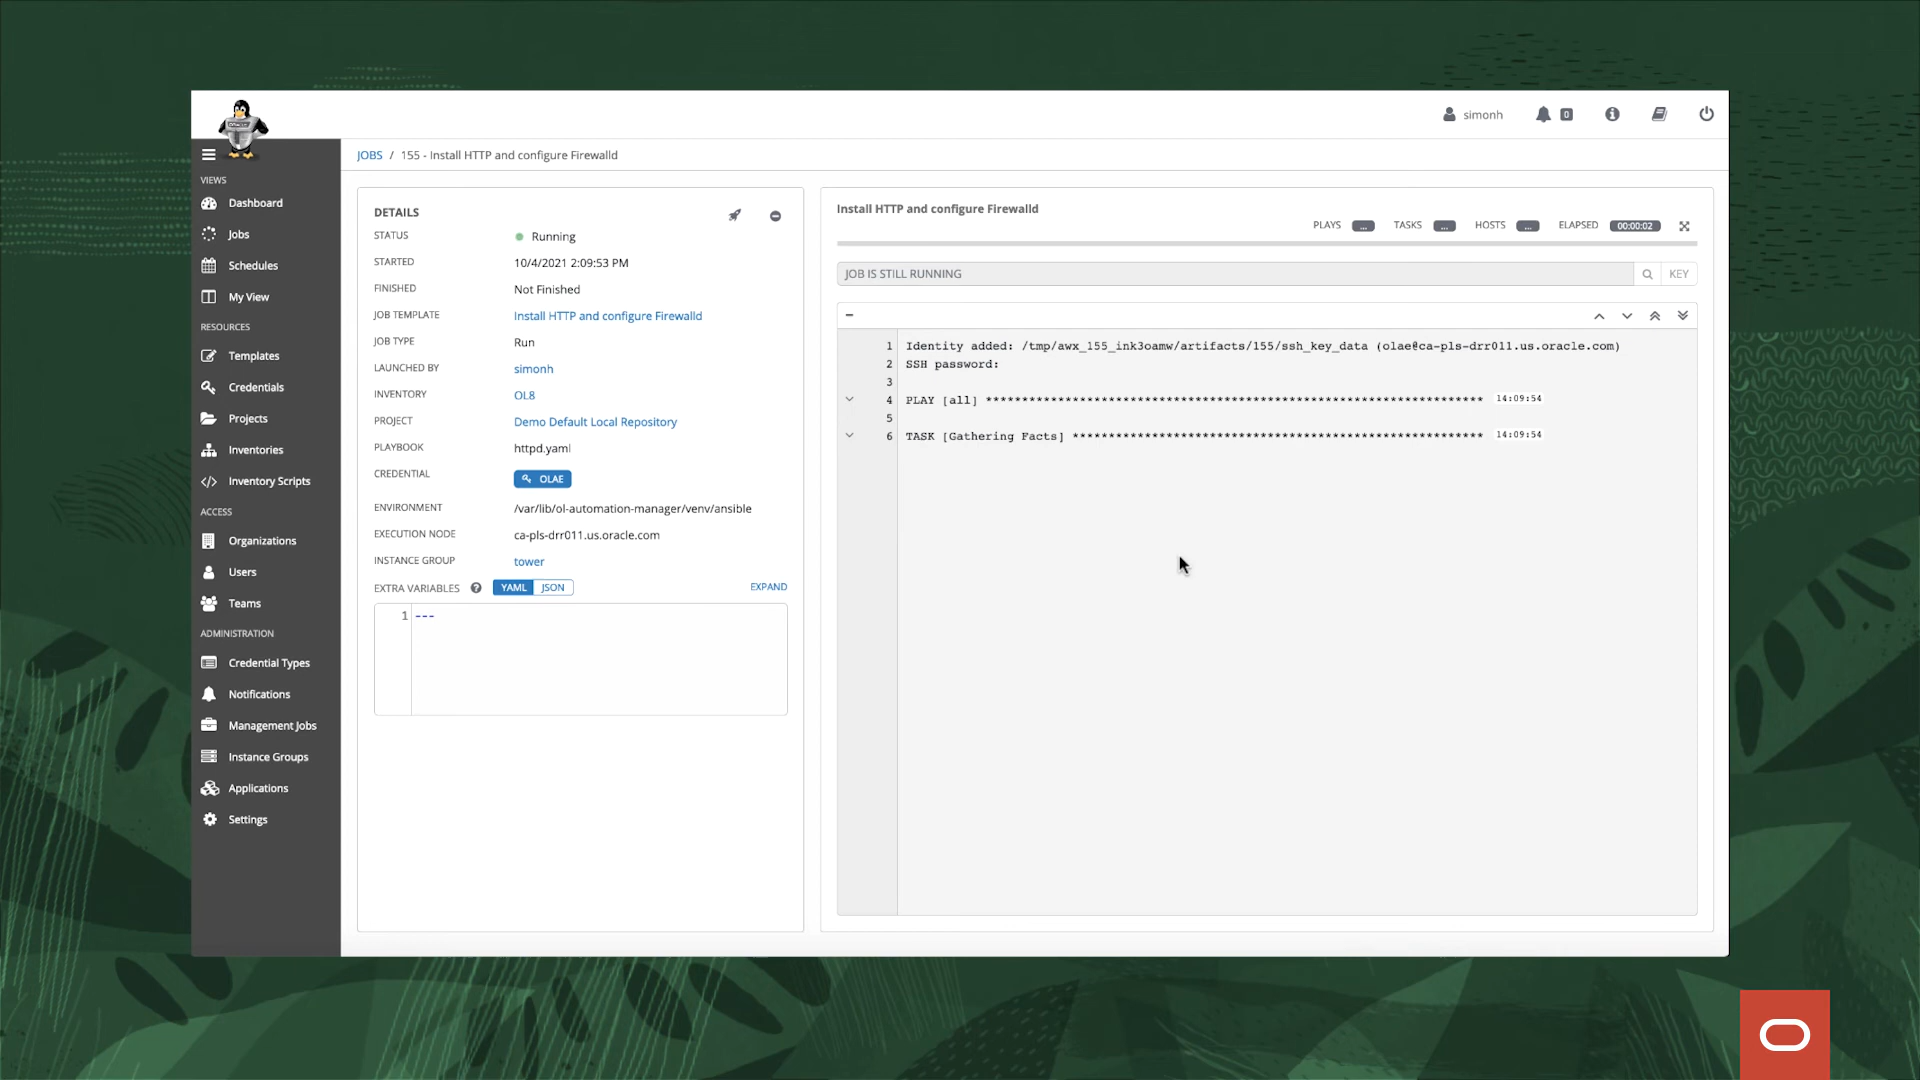 simonh
0
JOBS / 155 - Install HTTP and configure Firewalld
VIEWS
Dashboard
Jobs
Schedules
My View
RESOURCES
Templates
Credentials
Projects
Inventories
Inventory Scripts
ACCESS
Organizations
Users
Teams
ADMINISTRATION
Credential Types
Notifications
Management Jobs
Instance Groups
Applications
Settings
DETAILS
STATUS Running
STARTED 10/4/2021 2:09:53 PM
FINISHED Not Finished
JOB TEMPLATE Install HTTP and configure Firewalld
JOB TYPE Run
LAUNCHED BY simonh
INVENTORY OL8
PROJECT Demo Default Local Repository
PLAYBOOK httpd.yaml
CREDENTIAL OLAE
ENVIRONMENT /var/lib/ol-automation-manager/venv/ansible
EXECUTION NODE ca-pls-drr011.us.oracle.com
INSTANCE GROUP tower
EXTRA VARIABLES ? YAML JSON EXPAND
1 ---
Install HTTP and configure Firewalld
PLAYS ... TASKS ... HOSTS ... ELAPSED 00:00:02
JOB IS STILL RUNNING KEY
1 Identity added: /tmp/awx_155_ink3oamw/artifacts/155/ssh_key_data (olae@ca-pls-drr011.us.oracle.com)
2 SSH password:
3
4 PLAY [all] ********************************************************************* 14:09:54
5
6 TASK [Gathering Facts] ********************************************************* 14:09:54